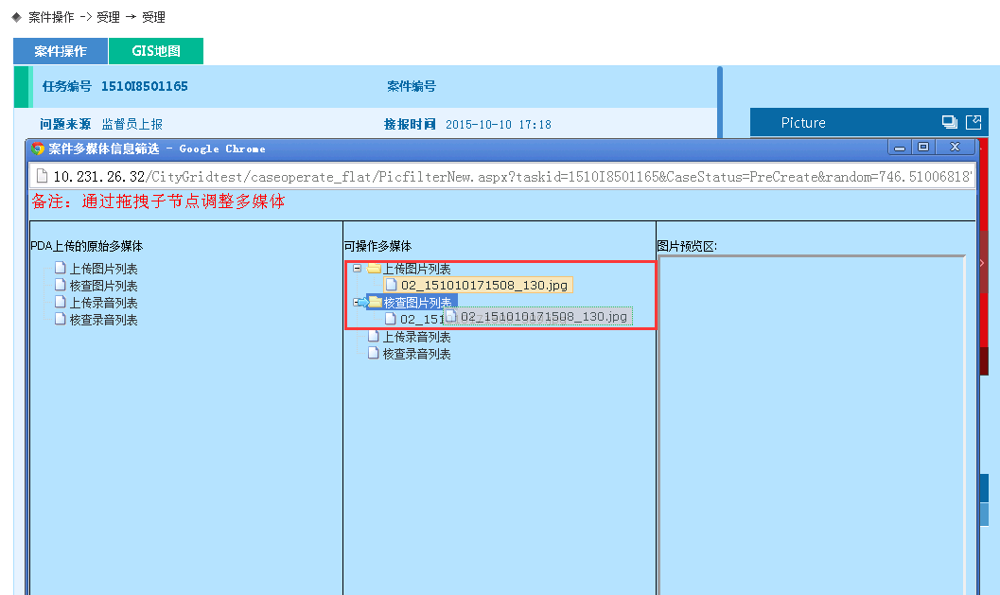 案件操作 -> 受理 → 受理
案件操作 GIS地图
任务编号 1510I8501165 案件编号
问题来源 监督员上报 接报时间 2015-10-10 17:18
Picture
案件多媒体信息筛选 - Google Chrome
10.231.26.32/CityGridtest/caseoperate_flat/PicfilterNew.aspx?taskid=1510I8501165&CaseStatus=PreCreate&random=746.51006818
备注：通过拖拽子节点调整多媒体
PDA上传的原始多媒体
上传图片列表
核查图片列表
上传录音列表
核查录音列表
可操作多媒体
上传图片列表
02_151010171508_130.jpg
核查图片列表
02_151
02_151010171508_130.jpg
上传录音列表
核查录音列表
图片预览区: